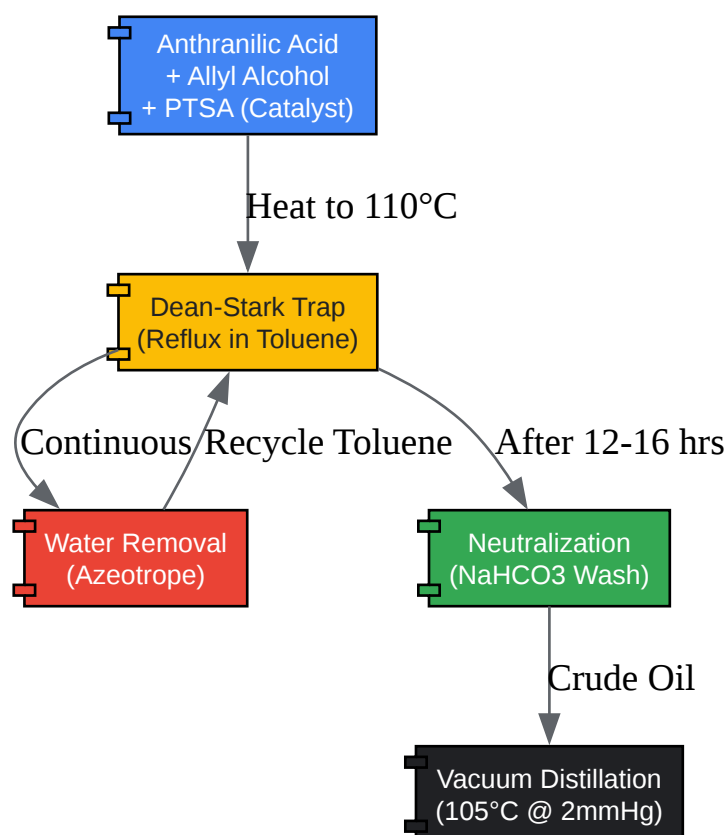 Anthranilic Acid
+ Allyl Alcohol
+ PTSA (Catalyst)
Heat to 110°C
Dean-Stark Trap
(Reflux in Toluene)
Continuous
Recycle Toluene
After 12-16 hrs
Water Removal
(Azeotrope)
Neutralization
(NaHCO3 Wash)
Crude Oil
Vacuum Distillation
(105°C @ 2mmHg)